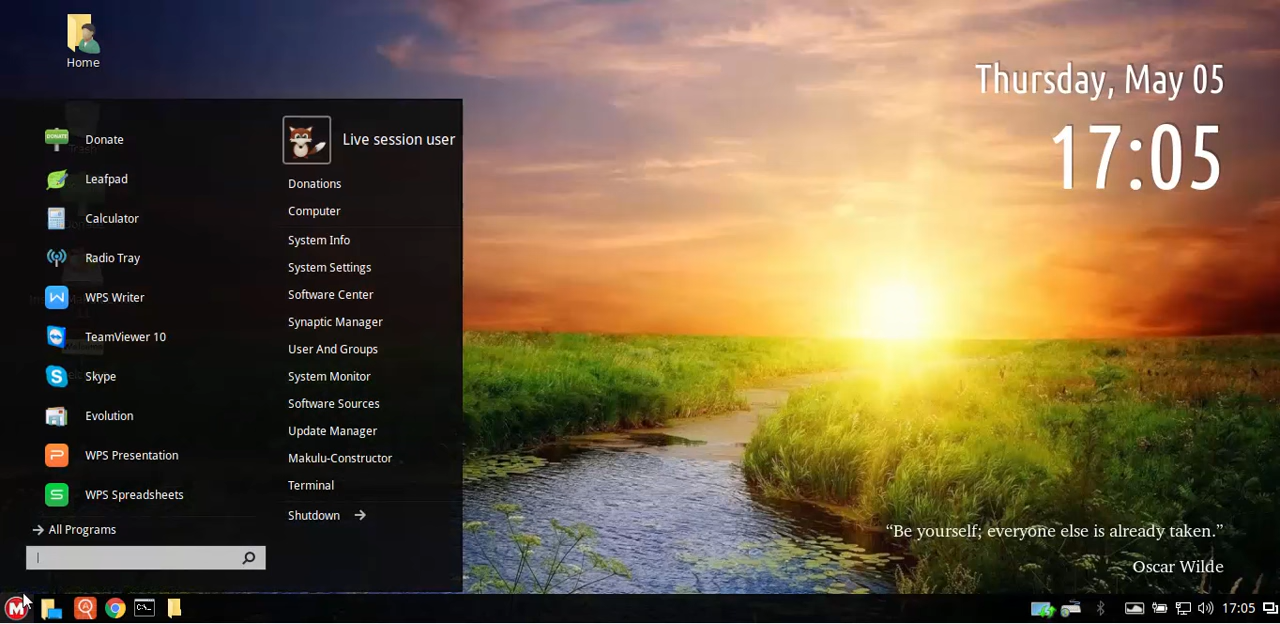 Home
Thursday, May 05
17:05
Donate
Leafpad
Calculator
Radio Tray
WPS Writer
TeamViewer 10
Skype
Evolution
WPS Presentation
WPS Spreadsheets
All Programs
Live session user
Donations
Computer
System Info
System Settings
Software Center
Synaptic Manager
User And Groups
System Monitor
Software Sources
Update Manager
Makulu-Constructor
Terminal
Shutdown
“Be yourself; everyone else is already taken.”
Oscar Wilde
17:05